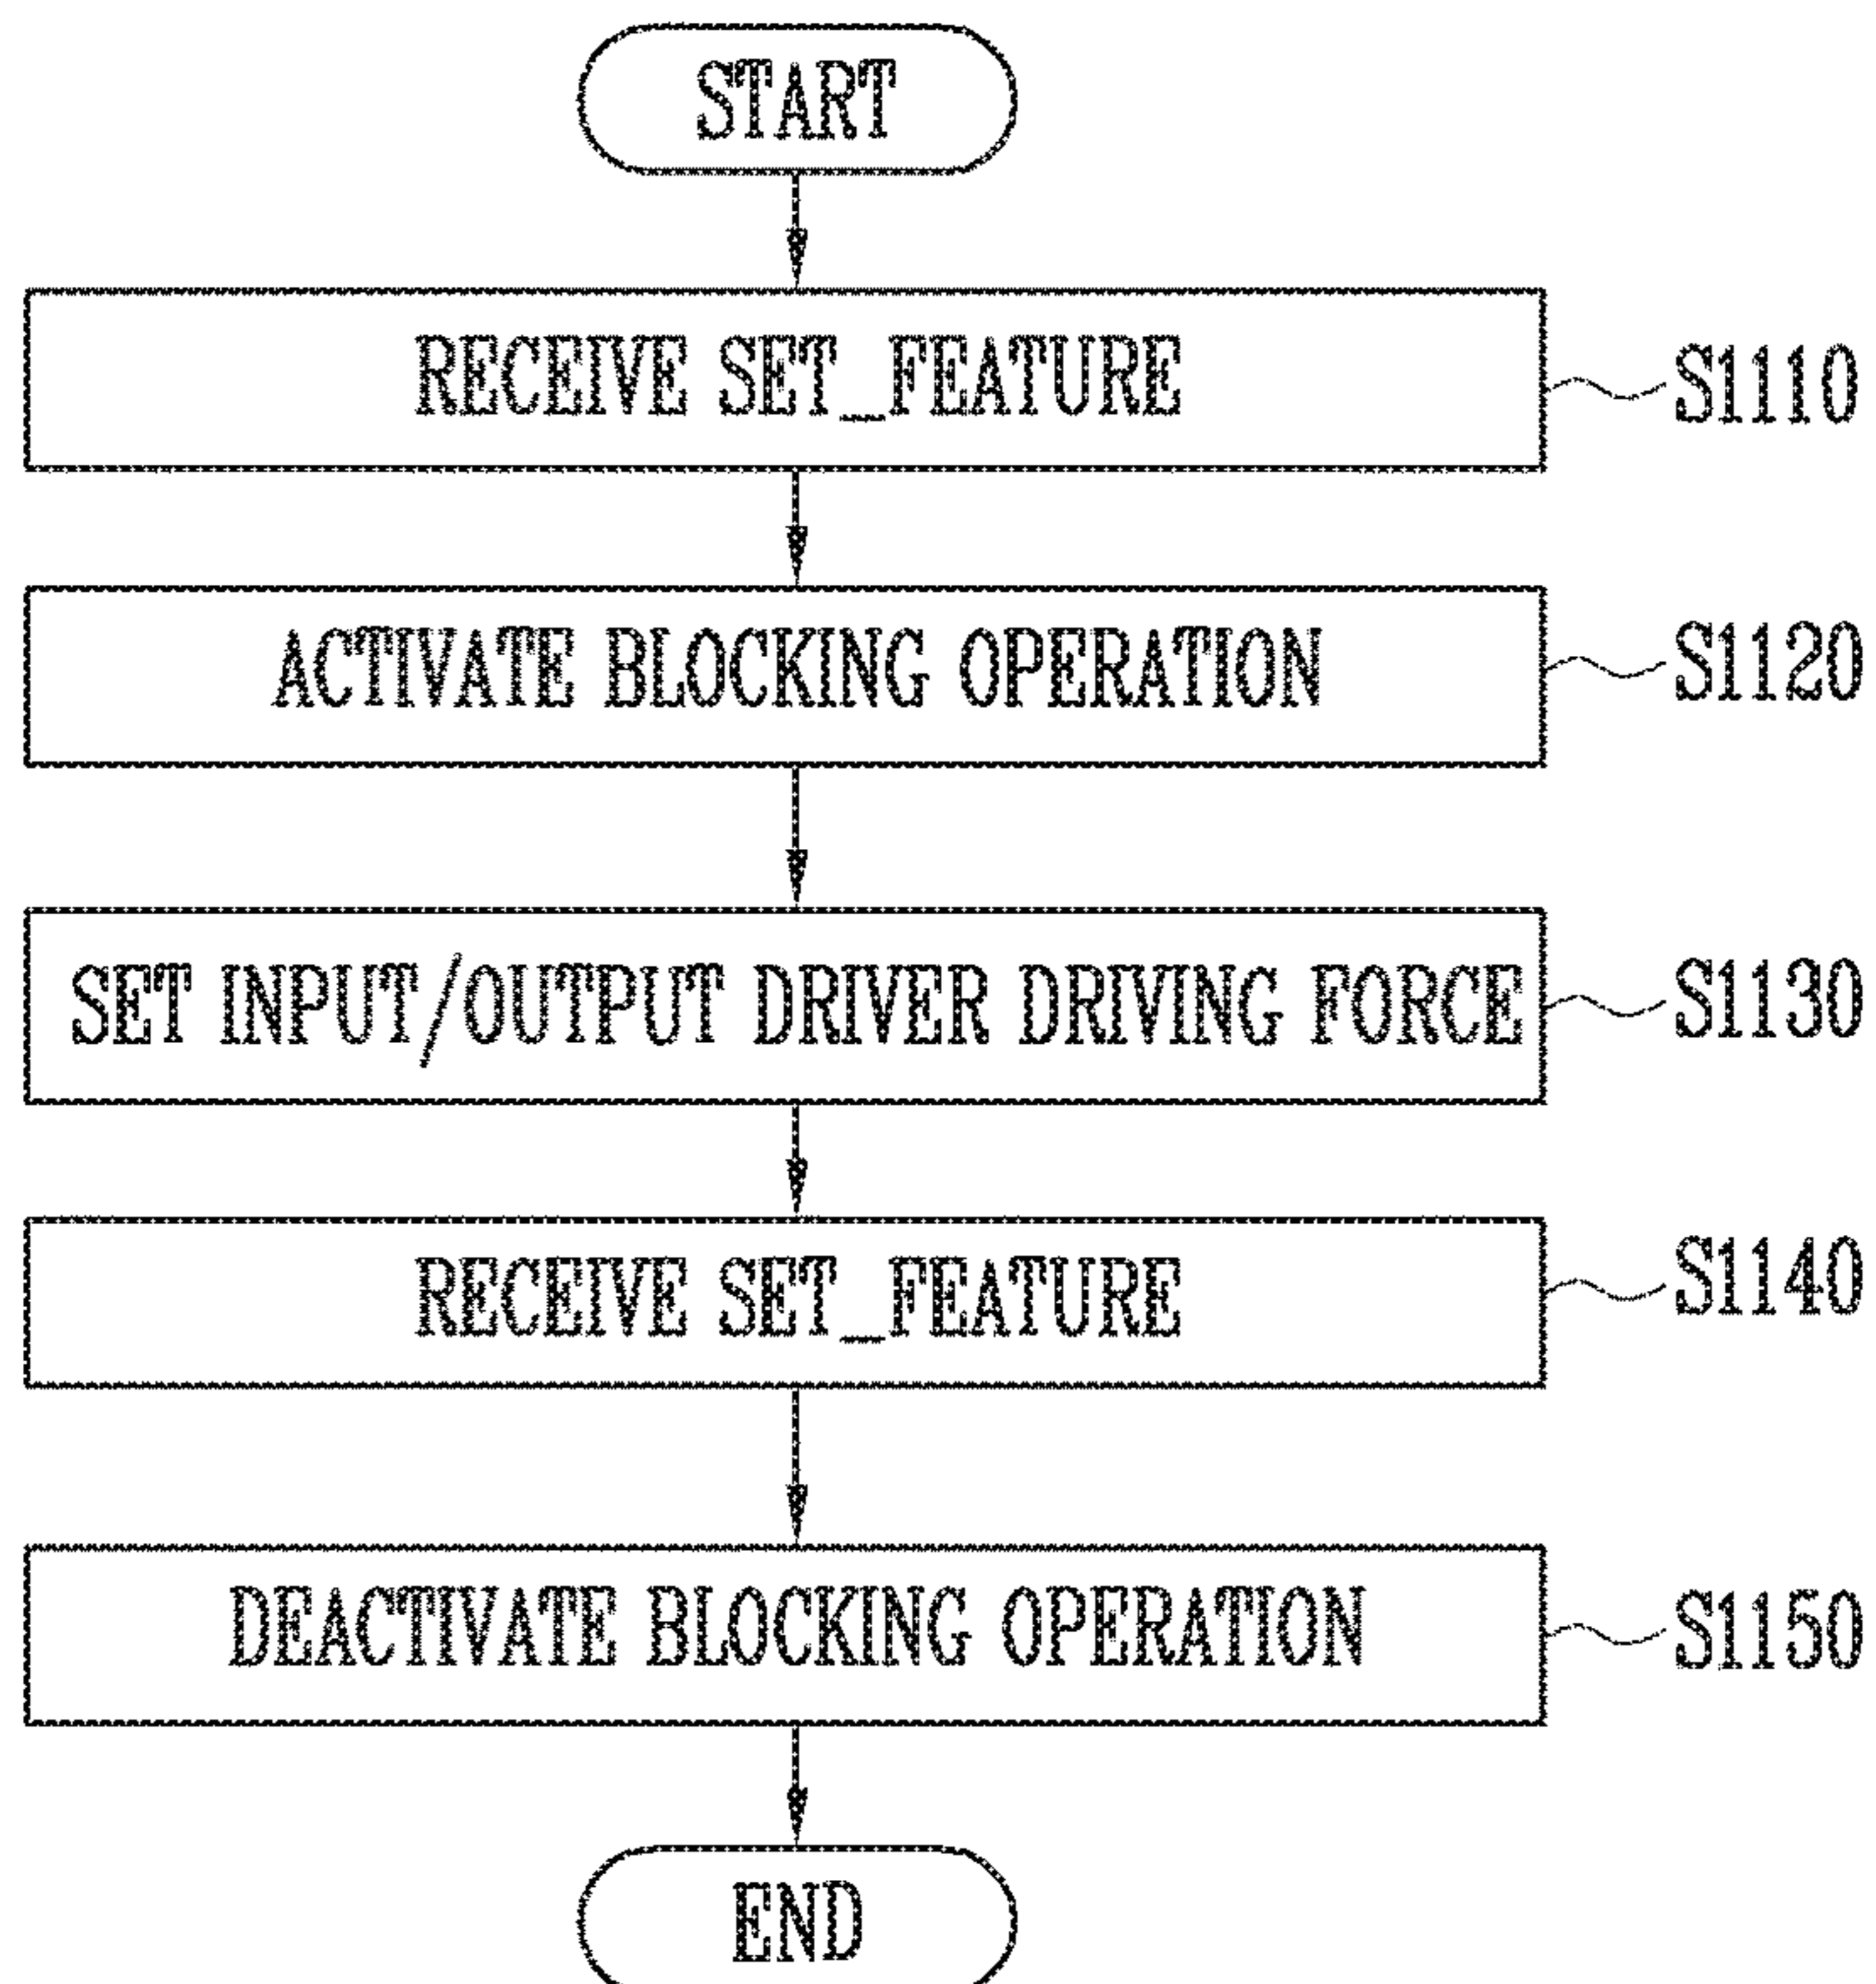 START
RECEIVE SET_FEATURE
S1110
ACTIVATE BLOCKING OPERATION
S1120
SET INPUT/OUTPUT DRIVER DRIVING FORCE
S1130
RECEIVE SET_FEATURE
S1140
DEACTIVATE BLOCKING OPERATION
S1150
END